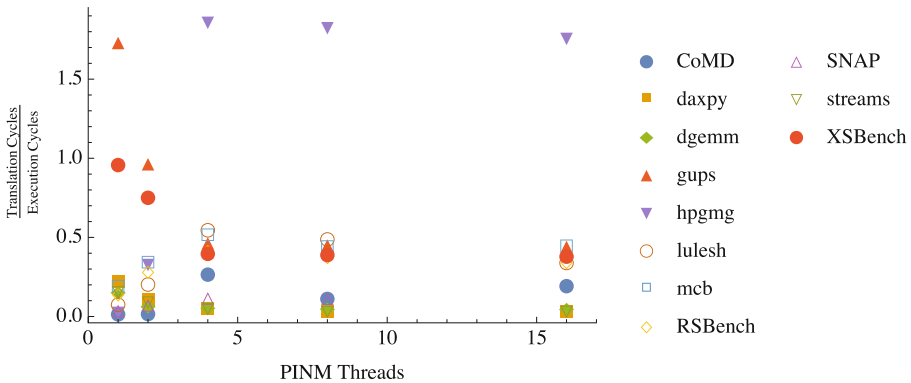 Translation Cycles
Execution Cycles
1.5
1.0
0.5
0.0
0
5
10
15
PINM Threads
CoMD
daxpy
dgemm
gups
hpgmg
lulesh
mcb
RSBench
SNAP
streams
XSBench